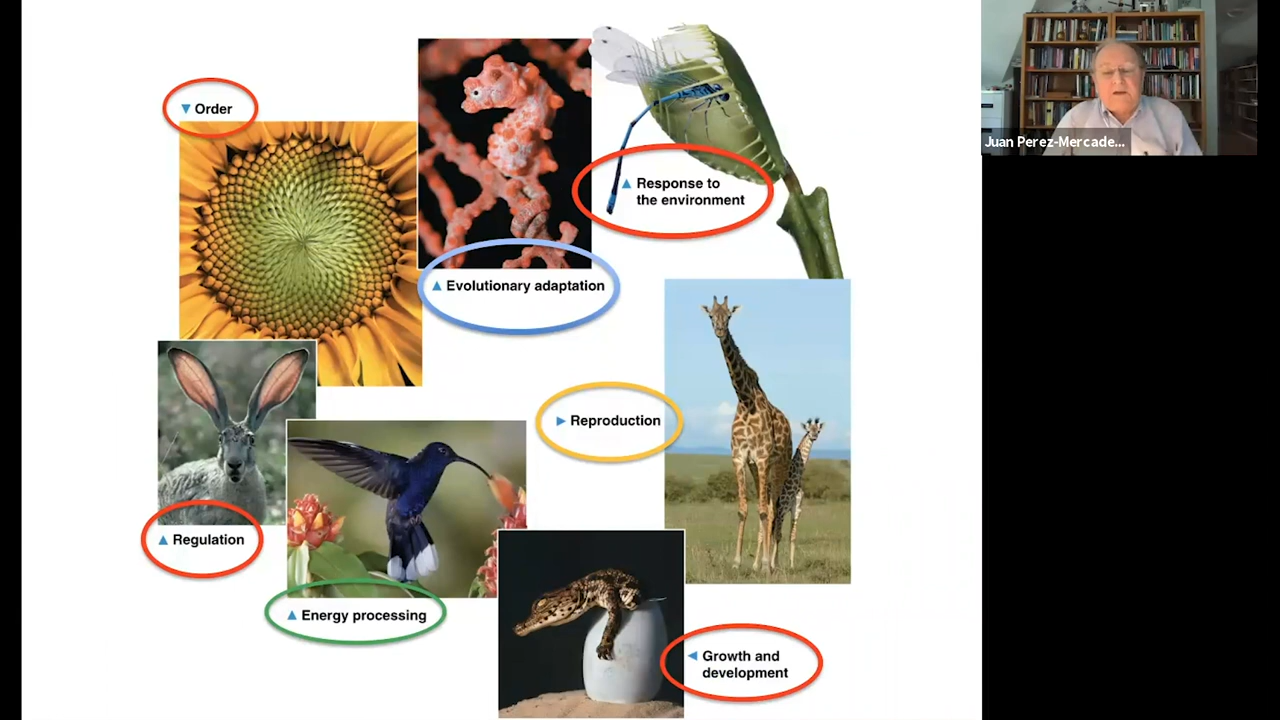 ▼ Order
▲ Response to
the environment
▲ Evolutionary adaptation
► Reproduction
▲ Regulation
▲ Energy processing
◄ Growth and
development
Juan Perez-Mercade...